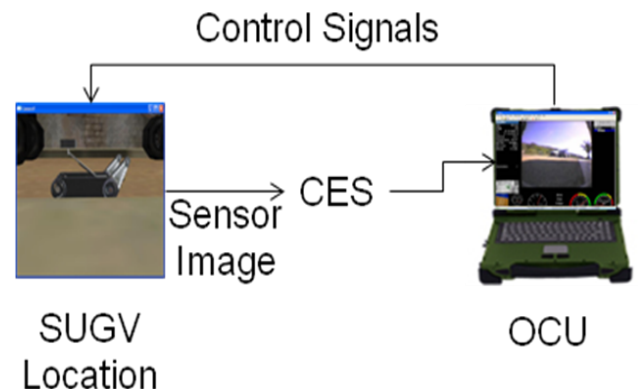 Control Signals
CES
Sensor
Image
SUGV
Location
OCU